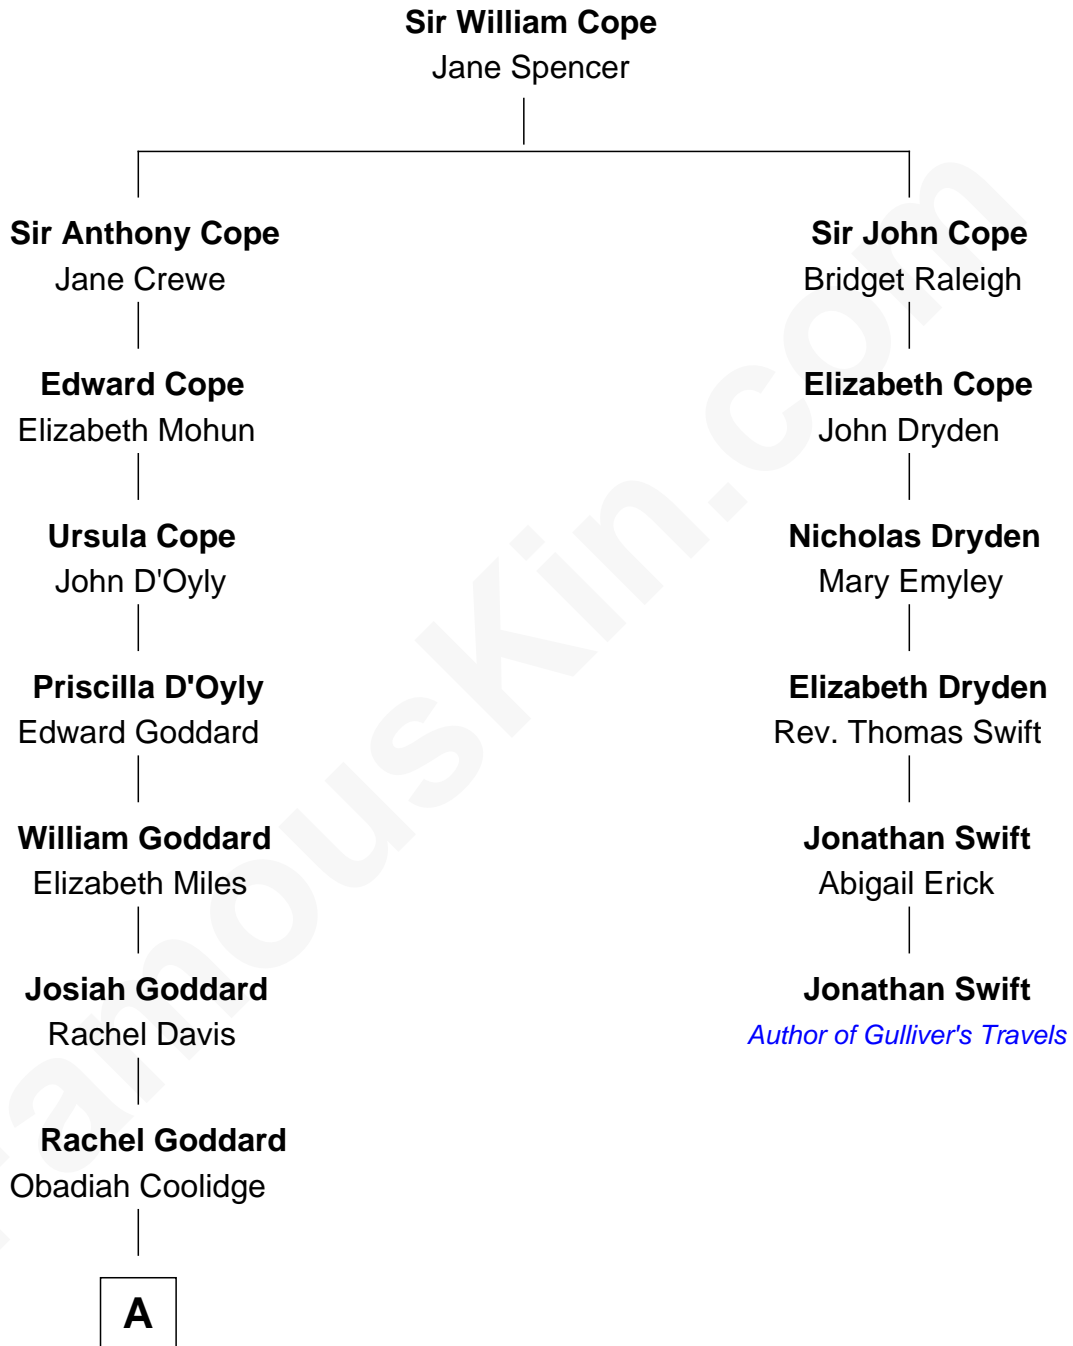 Sir William Cope
Jane Spencer
Sir Anthony Cope
Jane Crewe
Edward Cope
Elizabeth Mohun
Ursula Cope
John D'Oyly
Priscilla D'Oyly
Edward Goddard
William Goddard
Elizabeth Miles
Josiah Goddard
Rachel Davis
Rachel Goddard
Obadiah Coolidge
A
Sir John Cope
Bridget Raleigh
Elizabeth Cope
John Dryden
Nicholas Dryden
Mary Emyley
Elizabeth Dryden
Rev. Thomas Swift
Jonathan Swift
Abigail Erick
Jonathan Swift
Author of Gulliver's Travels
FamousKin.com